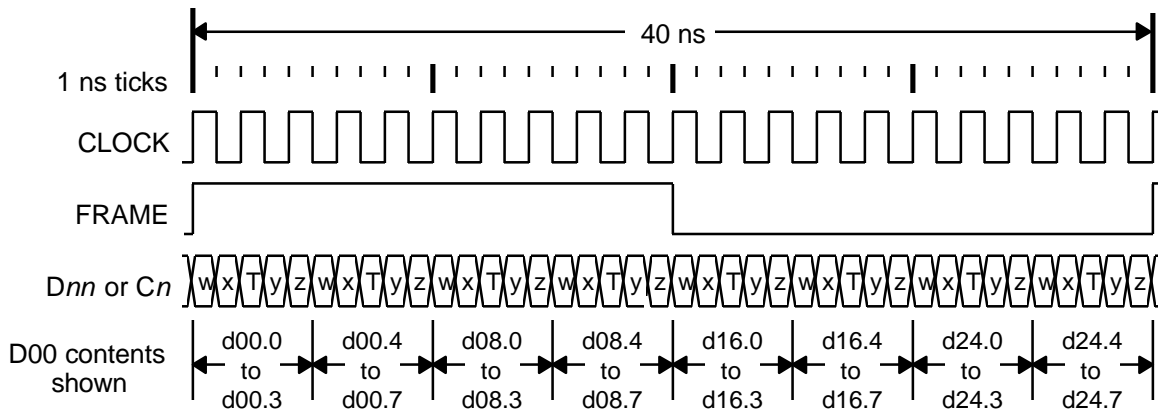 40 ns
1 ns ticks
CLOCK
FRAME
Dnn or Cn
w x T y z w x T y z w x T y z w x T y z w x T y z w x T y z w x T y z w x T y z
D00 contents shown
d00.0 to d00.3
d00.4 to d00.7
d08.0 to d08.3
d08.4 to d08.7
d16.0 to d16.3
d16.4 to d16.7
d24.0 to d24.3
d24.4 to d24.7